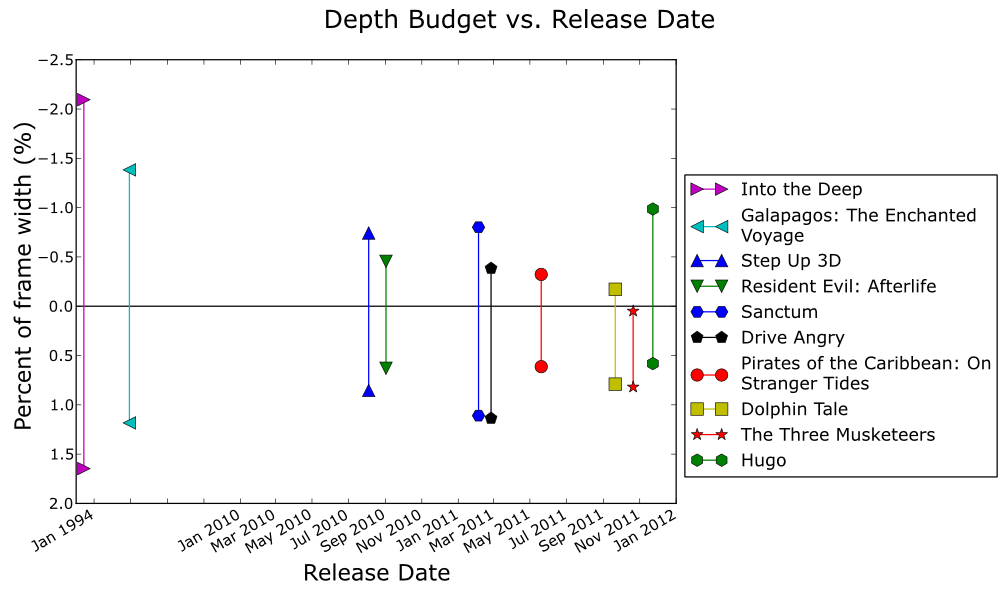 Depth Budget vs. Release Date
Percent of frame width (%)
−2.5
−2.0
−1.5
−1.0
−0.5
0.0
0.5
1.0
1.5
2.0
Jan 1994
Jan 2010
Mar 2010
May 2010
Jul 2010
Sep 2010
Nov 2010
Jan 2011
Mar 2011
May 2011
Jul 2011
Sep 2011
Nov 2011
Jan 2012
Release Date
Into the Deep
Galapagos: The Enchanted
Voyage
Step Up 3D
Resident Evil: Afterlife
Sanctum
Drive Angry
Pirates of the Caribbean: On
Stranger Tides
Dolphin Tale
The Three Musketeers
Hugo